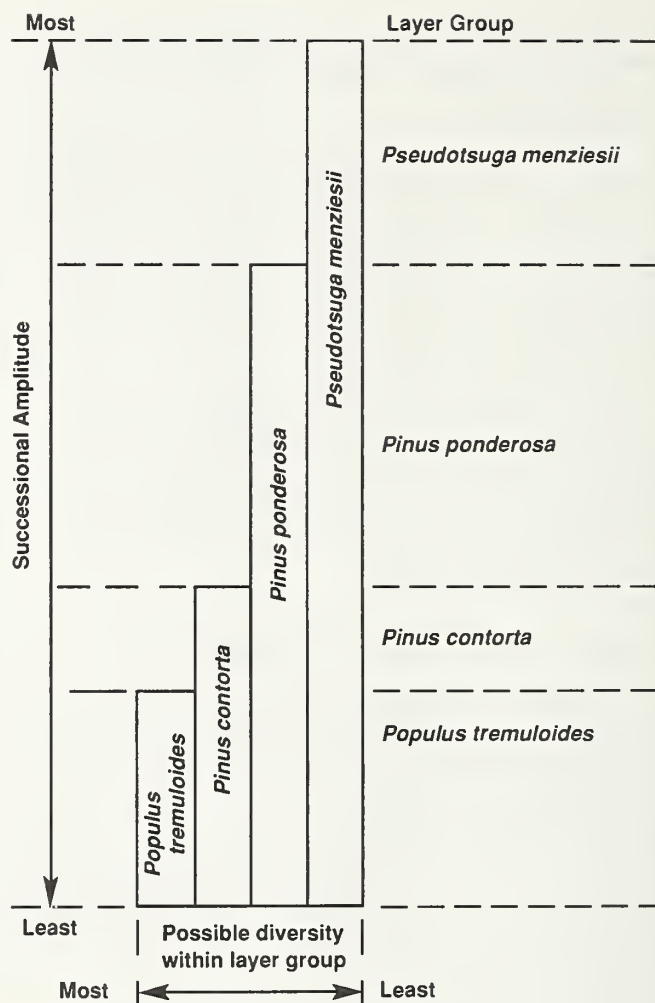 Most
Layer Group
Pseudotsuga menziesii
Pseudotsuga menziesii
Successional Amplitude
Pinus ponderosa
Pinus ponderosa
Pinus contorta
Pinus contorta
Populus tremuloides
Populus
tremuloides
Least
Possible diversity
within layer group
Most
Least